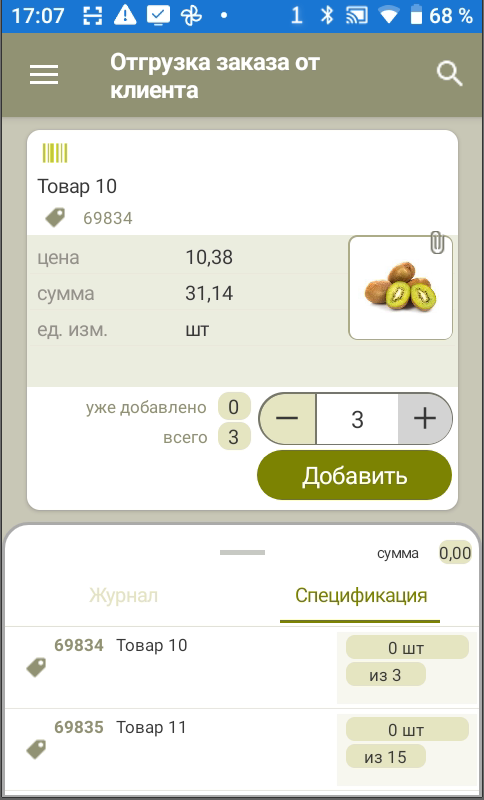 17:07 1 68 %
Отгрузка заказа от
клиента
Товар 10
69834
цена 10,38
сумма 31,14
ед. изм. шт
уже добавлено 0
всего 3
3
Добавить
сумма 0,00
Журнал Спецификация
69834 Товар 10 0 шт
из 3
69835 Товар 11 0 шт
из 15